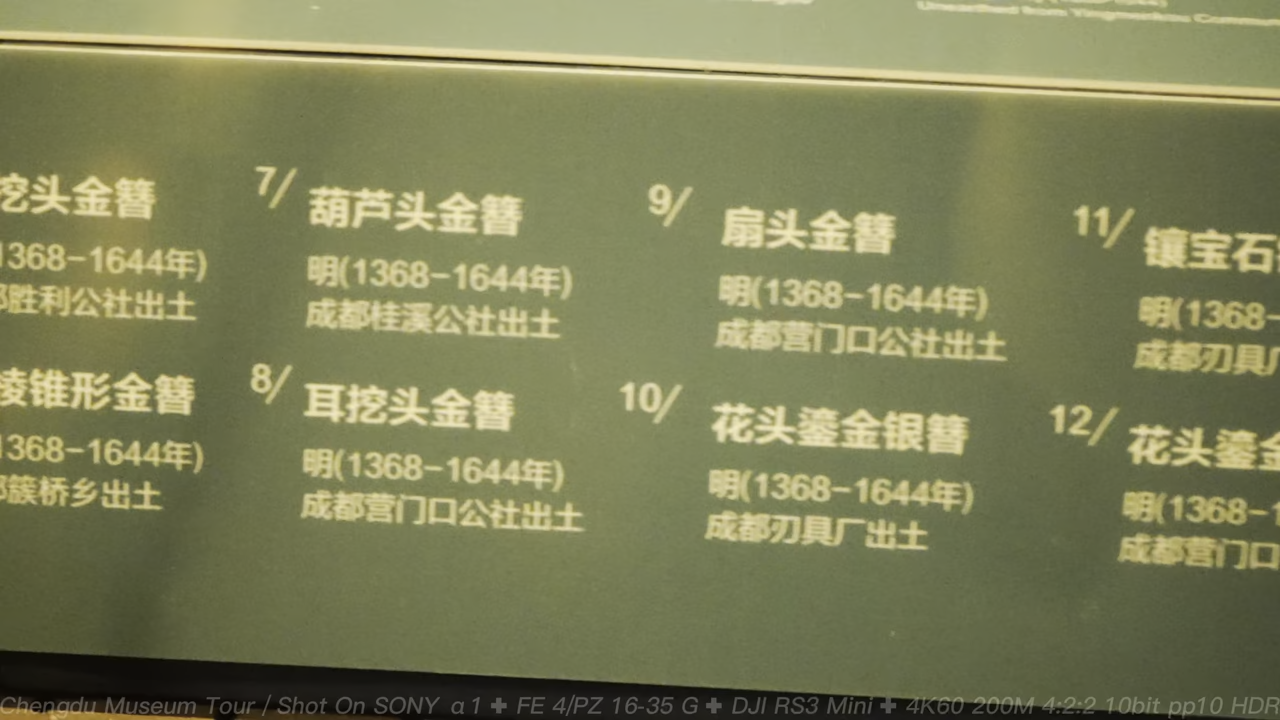 Unearthed from Yingmenkou Commu
挖头金簪
1368-1644年)
胜利公社出土
棱锥形金簪
1368-1644年)
簇桥乡出土
7/ 葫芦头金簪
明(1368-1644年)
成都桂溪公社出土
8/ 耳挖头金簪
明(1368-1644年)
成都营门口公社出土
9/ 扇头金簪
明(1368-1644年)
成都营门口公社出土
10/ 花头鎏金银簪
明(1368-1644年)
成都刃具厂出土
11/ 镶宝石
明(1368-
成都刃具厂
12/ 花头鎏金
明(1368-1
成都营门口
Chengdu Museum Tour / Shot On SONY α1 ✚ FE 4/PZ 16-35 G ✚ DJI RS3 Mini ✚ 4K60 200M 4:2:2 10bit pp10 HDR